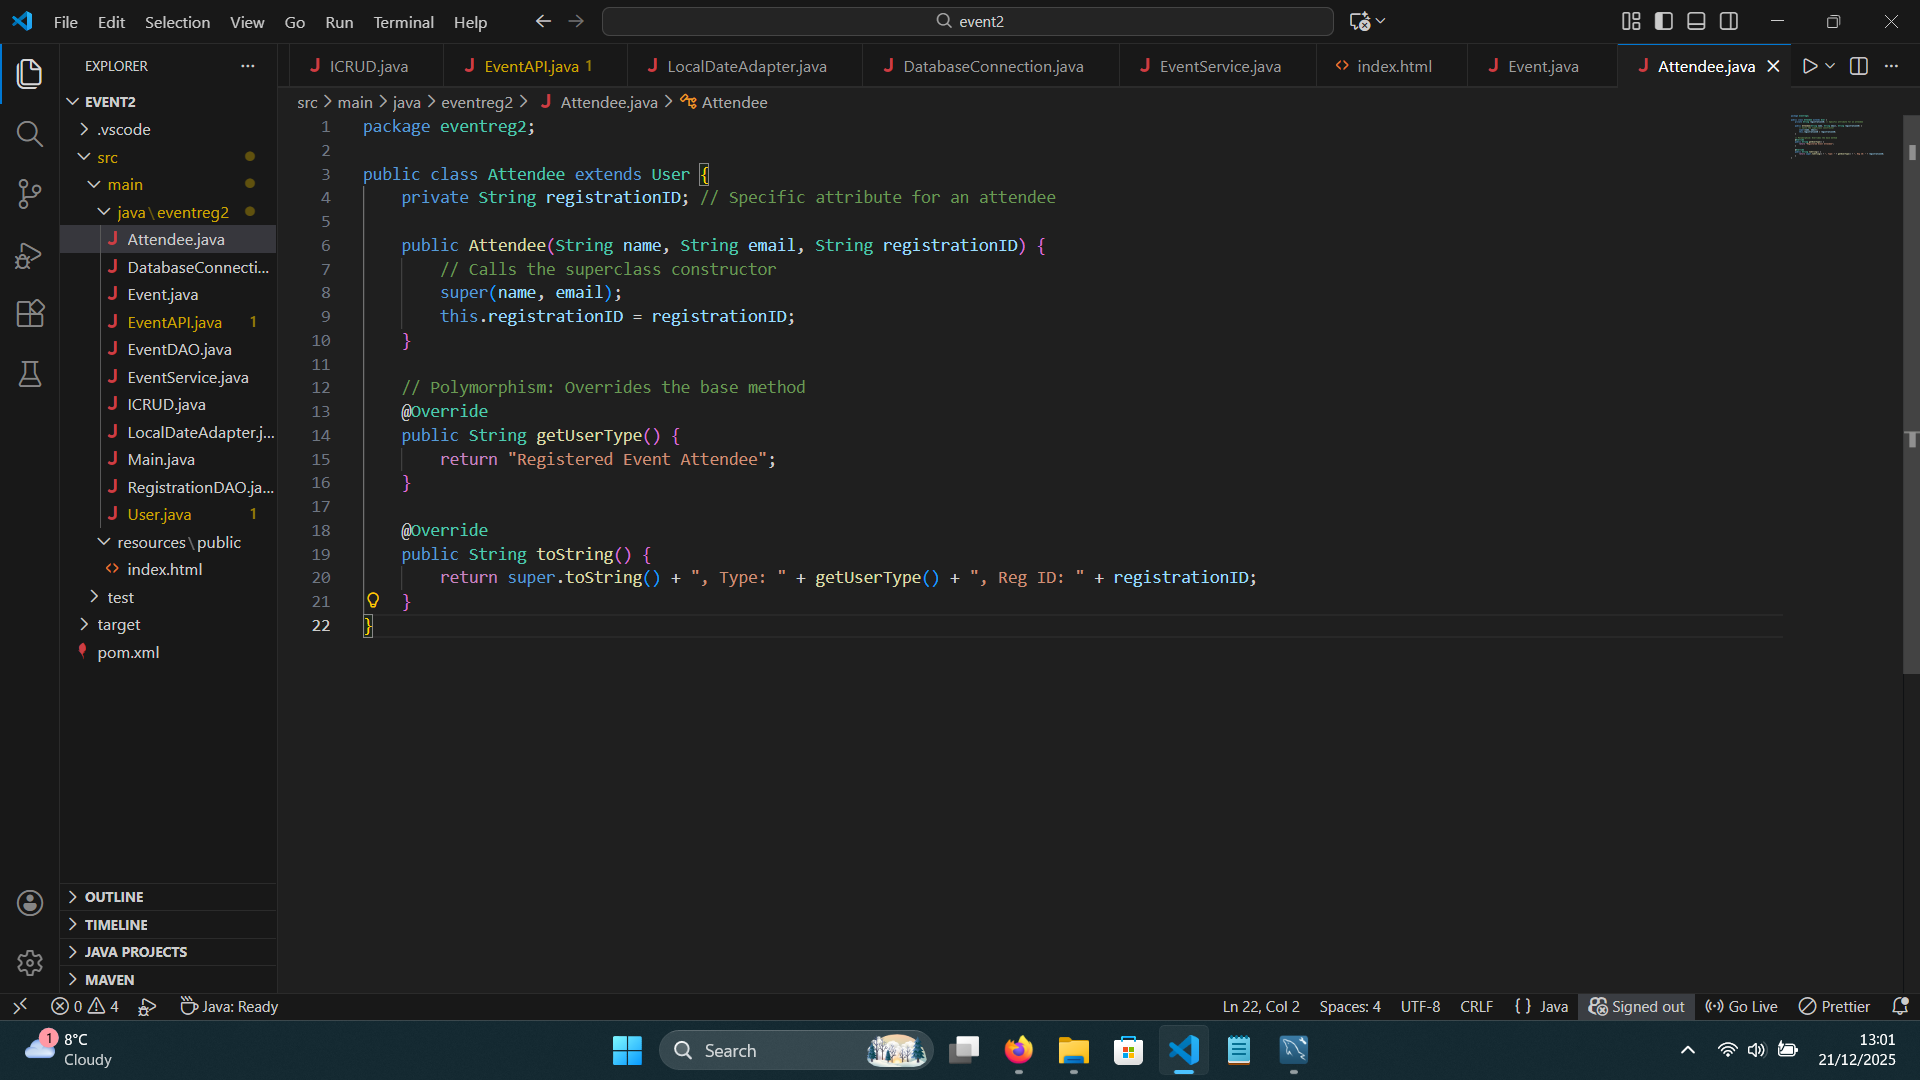 File Edit Selection View Go Run Terminal Help
event2
EXPLORER
ICRUD.java
EventAPI.java 1
LocalDateAdapter.java
DatabaseConnection.java
EventService.java
index.html
Event.java
Attendee.java
EVENT2
.vscode
src
main
java\eventreg2
Attendee.java
DatabaseConnecti...
Event.java
EventAPI.java 1
EventDAO.java
EventService.java
ICRUD.java
LocalDateAdapter.j...
Main.java
RegistrationDAO.ja...
User.java 1
resources\public
index.html
test
target
pom.xml
OUTLINE
TIMELINE
JAVA PROJECTS
MAVEN
src > main > java > eventreg2 > Attendee.java > Attendee
1 package eventreg2;
2
3 public class Attendee extends User {
4 private String registrationID; // Specific attribute for an attendee
5
6 public Attendee(String name, String email, String registrationID) {
7 // Calls the superclass constructor
8 super(name, email);
9 this.registrationID = registrationID;
10 }
11
12 // Polymorphism: Overrides the base method
13 @Override
14 public String getUserType() {
15 return "Registered Event Attendee";
16 }
17
18 @Override
19 public String toString() {
20 return super.toString() + ", Type: " + getUserType() + ", Reg ID: " + registrationID;
21 }
22 }
0 4 Java: Ready
Ln 22, Col 2 Spaces: 4 UTF-8 CRLF {} Java Signed out Go Live Prettier
1
8°C
Cloudy
Search
13:01
21/12/2025